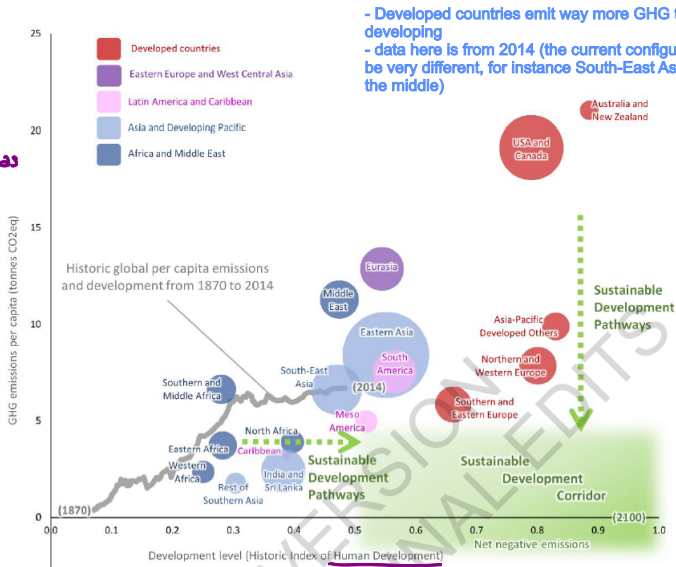 - Developed countries emit way more GHG
developing
- data here is from 2014 (the current
be very different, for instance South-East
the middle)
25
20
15
10
5
0
GHG emissions per capita (tonnes CO2eq)
Developed countries
Eastern Europe and West Central Asia
Latin America and Caribbean
Asia and Developing Pacific
Africa and Middle East
Australia and
New Zealand
USA and
Canada
Historic global per capita emissions
and development from 1870 to 2014
Eurasia
Middle
East
Eastern Asia
South
America
South-East
Asia
(2014)
Asia-Pacific
Developed Others
Northern and
Western Europe
Sustainable
Development
Pathways
Southern and
Middle Africa
Meso
America
Southern and
Eastern Europe
North Africa
Eastern Africa
Caribbean
Western
Africa
India and
Sri Lanka
Rest of
Southern Asia
Sustainable
Development
Pathways
Sustainable
Development
Corridor
(1870)
(2100)
0.0 0.1 0.2 0.3 0.4 0.5 0.6 0.7 0.8 0.9 1.0
Net negative emissions
Development level (Historic Index of Human Development)
VERSION
EDITS